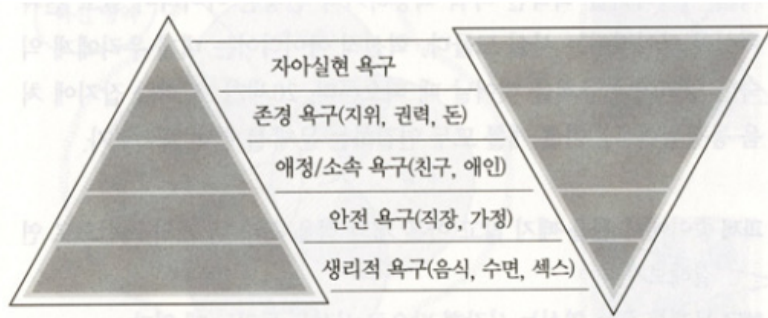 자아실현 욕구
존경 욕구(지위, 권력, 돈)
애정/소속 욕구(친구, 애인)
안전 욕구(직장, 가정)
생리적 욕구(음식, 수면, 섹스)